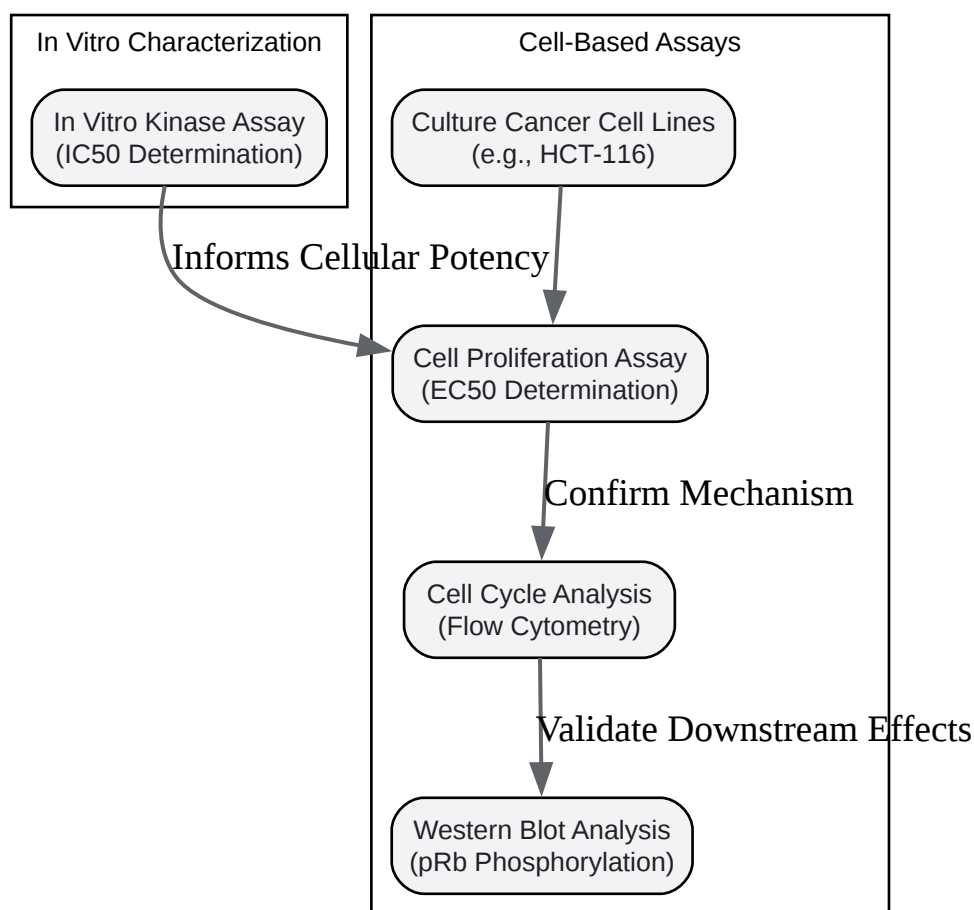 In Vitro Characterization
Cell-Based Assays
In Vitro Kinase Assay
(IC50 Determination)
Culture Cancer Cell Lines
(e.g., HCT-116)
Informs Cellular Potency
Cell Proliferation Assay
(EC50 Determination)
Confirm Mechanism
Cell Cycle Analysis
(Flow Cytometry)
Validate Downstream Effects
Western Blot Analysis
(pRb Phosphorylation)